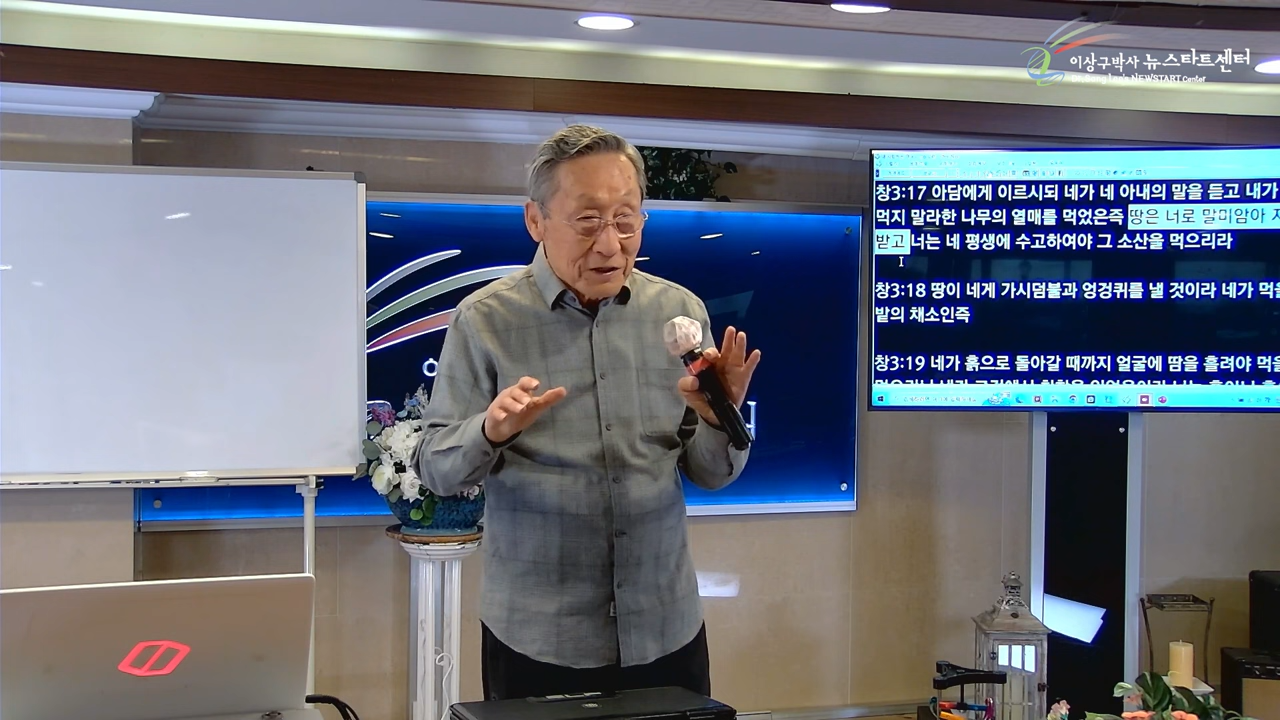 이상구박사 뉴스타트센터
Dr. Sang Lee's NEWSTART Center
창3:17 아담에게 이르시되 네가 네 아내의 말을 듣고 내가
먹지 말라한 나무의 열매를 먹었은즉 땅은 너로 말미암아
받고 너는 네 평생에 수고하여야 그 소산을 먹으리라
창3:18 땅이 네게 가시덤불과 엉겅퀴를 낼 것이라 네가
밭의 채소인즉
창3:19 네가 흙으로 돌아갈 때까지 얼굴에 땀을 흘려야